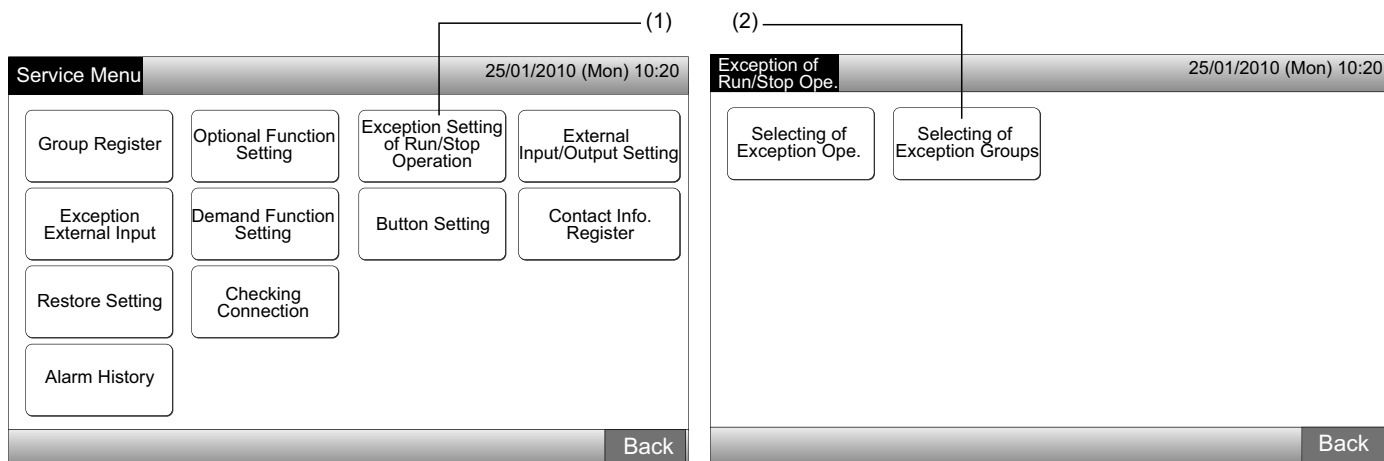 (1)
(2)
Service Menu
25/01/2010 (Mon) 10:20
Group Register
Optional Function
Setting
Exception Setting
of Run/Stop
Operation
External
Input/Output Setting
Exception
External Input
Demand Function
Setting
Button Setting
Contact Info.
Register
Restore Setting
Checking
Connection
Alarm History
Back
Exception of
Run/Stop Ope.
25/01/2010 (Mon) 10:20
Selecting of
Exception Ope.
Selecting of
Exception Groups
Back